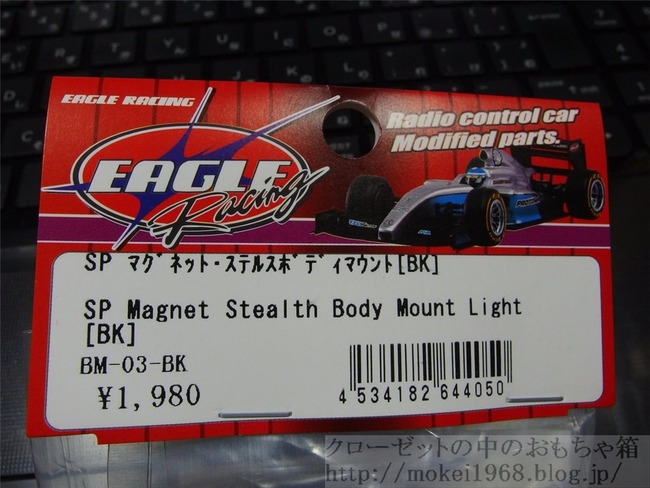 EAGLE RACING
Radio control car
Modified parts.
EAGLE
Racing
SP マグネット・ステルスボディマウント[BK]
SP Magnet Stealth Body Mount Light
[BK]
BM-03-BK
¥1,980
4 534182 644050
クローゼットの中のおもちゃ箱
http://mokei1968.blog.jp/